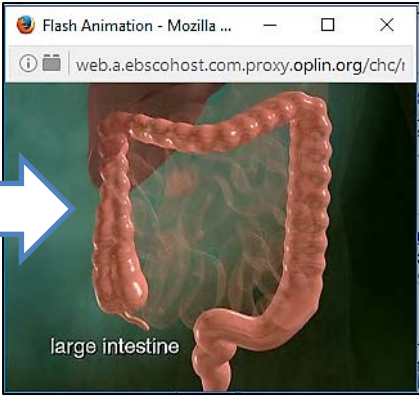 Flash Animation - Mozilla ...
web.a.ebscohost.com.proxy.oplin.org/chc/r
large intestine